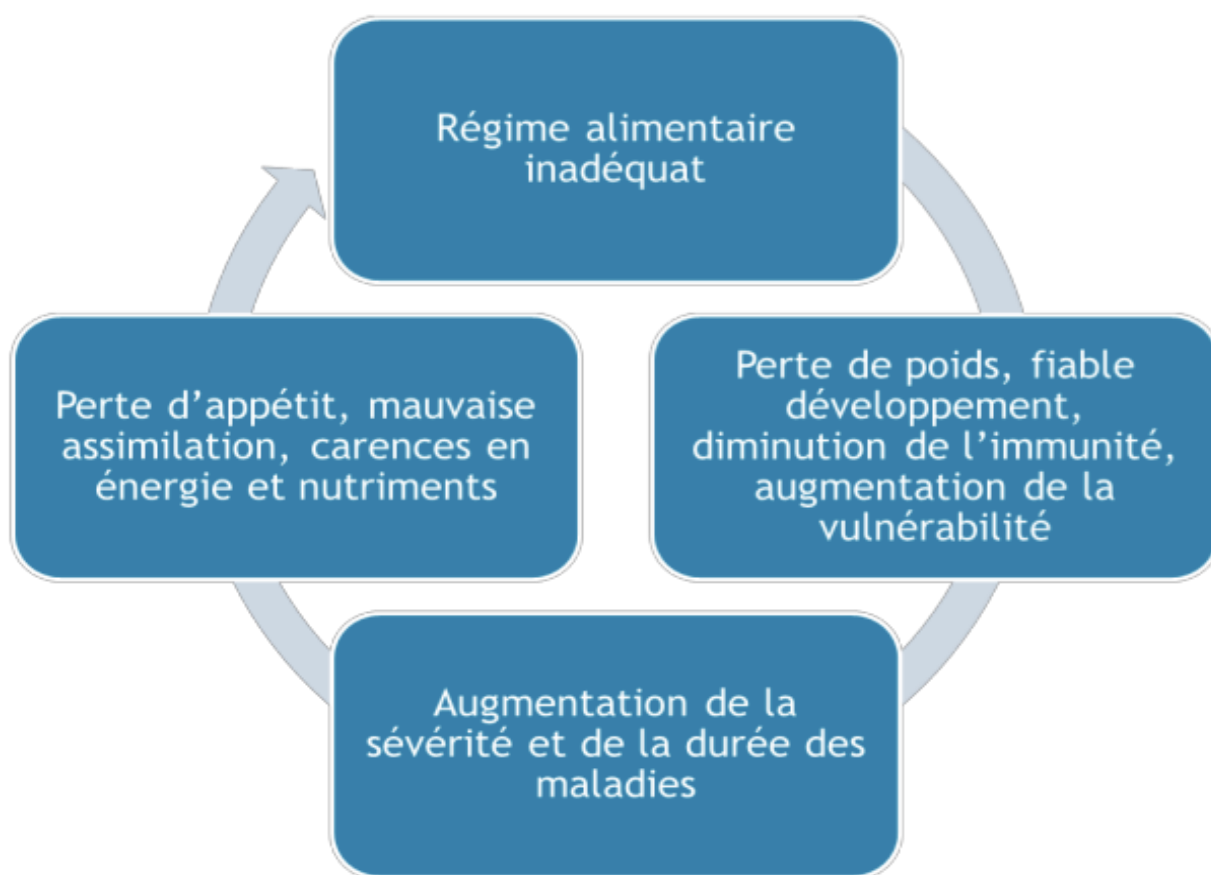 Régime alimentaire
inadéquat
Perte de poids, fiable
développement,
diminution de l'immunité,
augmentation de la
vulnérabilité
Augmentation de la
sévérité et de la durée des
maladies
Perte d'appétit, mauvaise
assimilation, carences en
énergie et nutriments